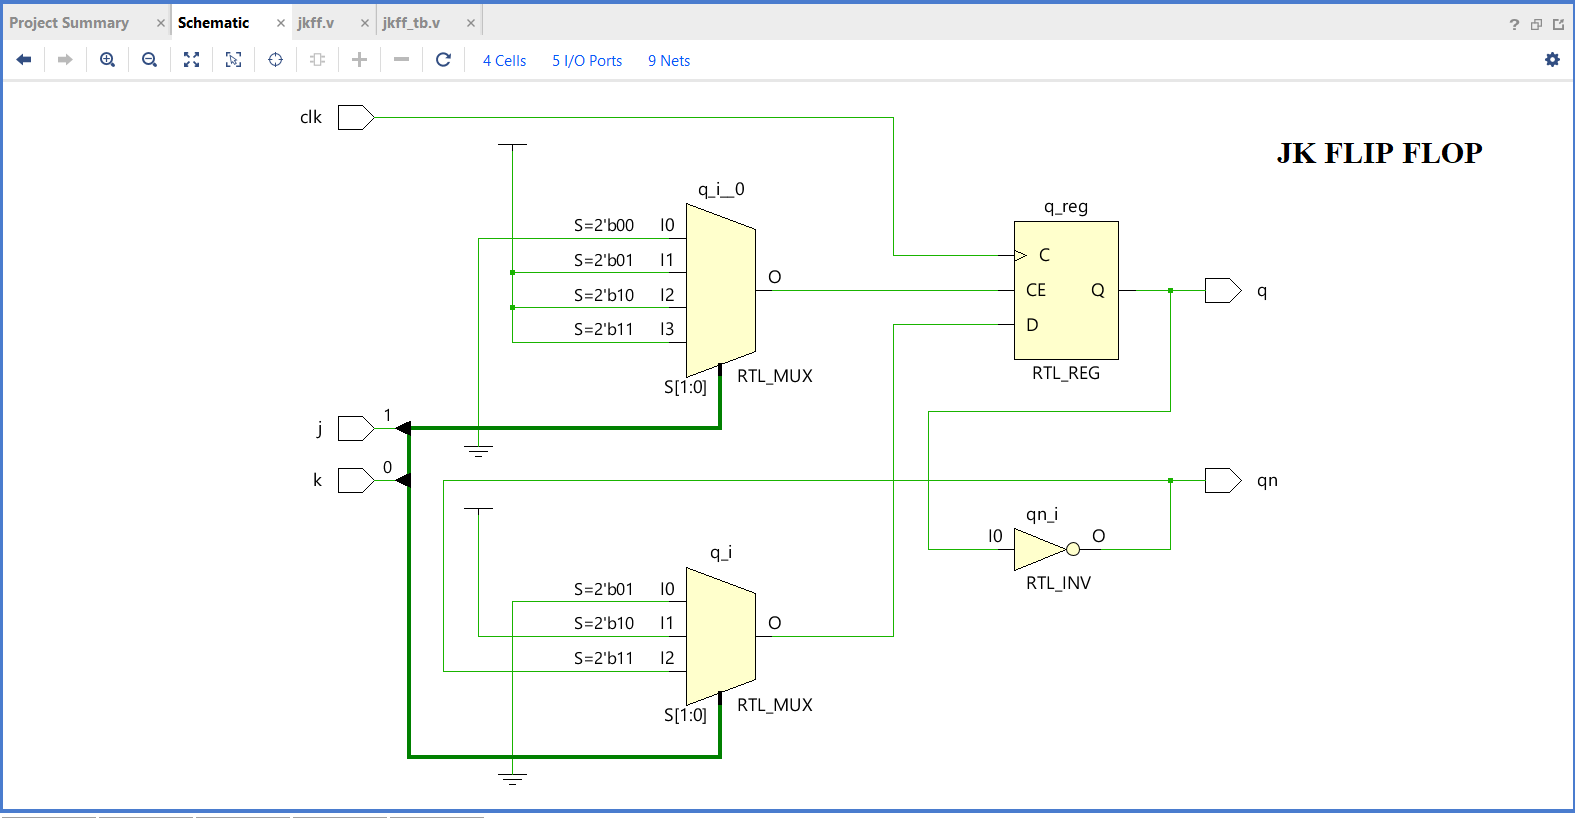 Project Summary × Schematic × jkff.v × jkff_tb.v × ?
4 Cells 5 I/O Ports 9 Nets
clk
JK FLIP FLOP
q_i__0
q_reg
S=2'b00 I0
S=2'b01 I1
S=2'b10 I2
S=2'b11 I3
O
C
CE Q
D
q
RTL_REG
RTL_MUX
S[1:0]
j 1
k 0
qn
qn_i
I0 O
RTL_INV
q_i
S=2'b01 I0
S=2'b10 I1
S=2'b11 I2
O
RTL_MUX
S[1:0]